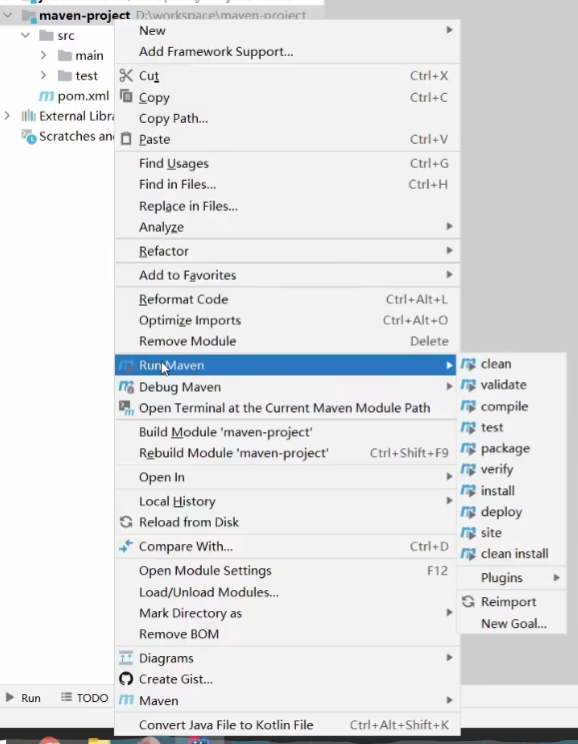 maven-project D:\workspace\maven-project
src
main
test
pom.xml
External Libra
Scratches an
New
Add Framework Support...
Cut Ctrl+X
Copy Ctrl+C
Copy Path...
Paste Ctrl+V
Find Usages Ctrl+G
Find in Files... Ctrl+H
Replace in Files...
Analyze
Refactor
Add to Favorites
Reformat Code Ctrl+Alt+L
Optimize Imports Ctrl+Alt+O
Remove Module Delete
Run Maven
Debug Maven
Open Terminal at the Current Maven Module Path
Build Module 'maven-project'
Rebuild Module 'maven-project' Ctrl+Shift+F9
Open In
Local History
Reload from Disk
Compare With... Ctrl+D
Open Module Settings F12
Load/Unload Modules...
Mark Directory as
Remove BOM
Diagrams
Create Gist...
Maven
Convert Java File to Kotlin File Ctrl+Alt+Shift+K
clean
validate
compile
test
package
verify
install
deploy
site
clean install
Plugins
Reimport
New Goal...
Run TODO